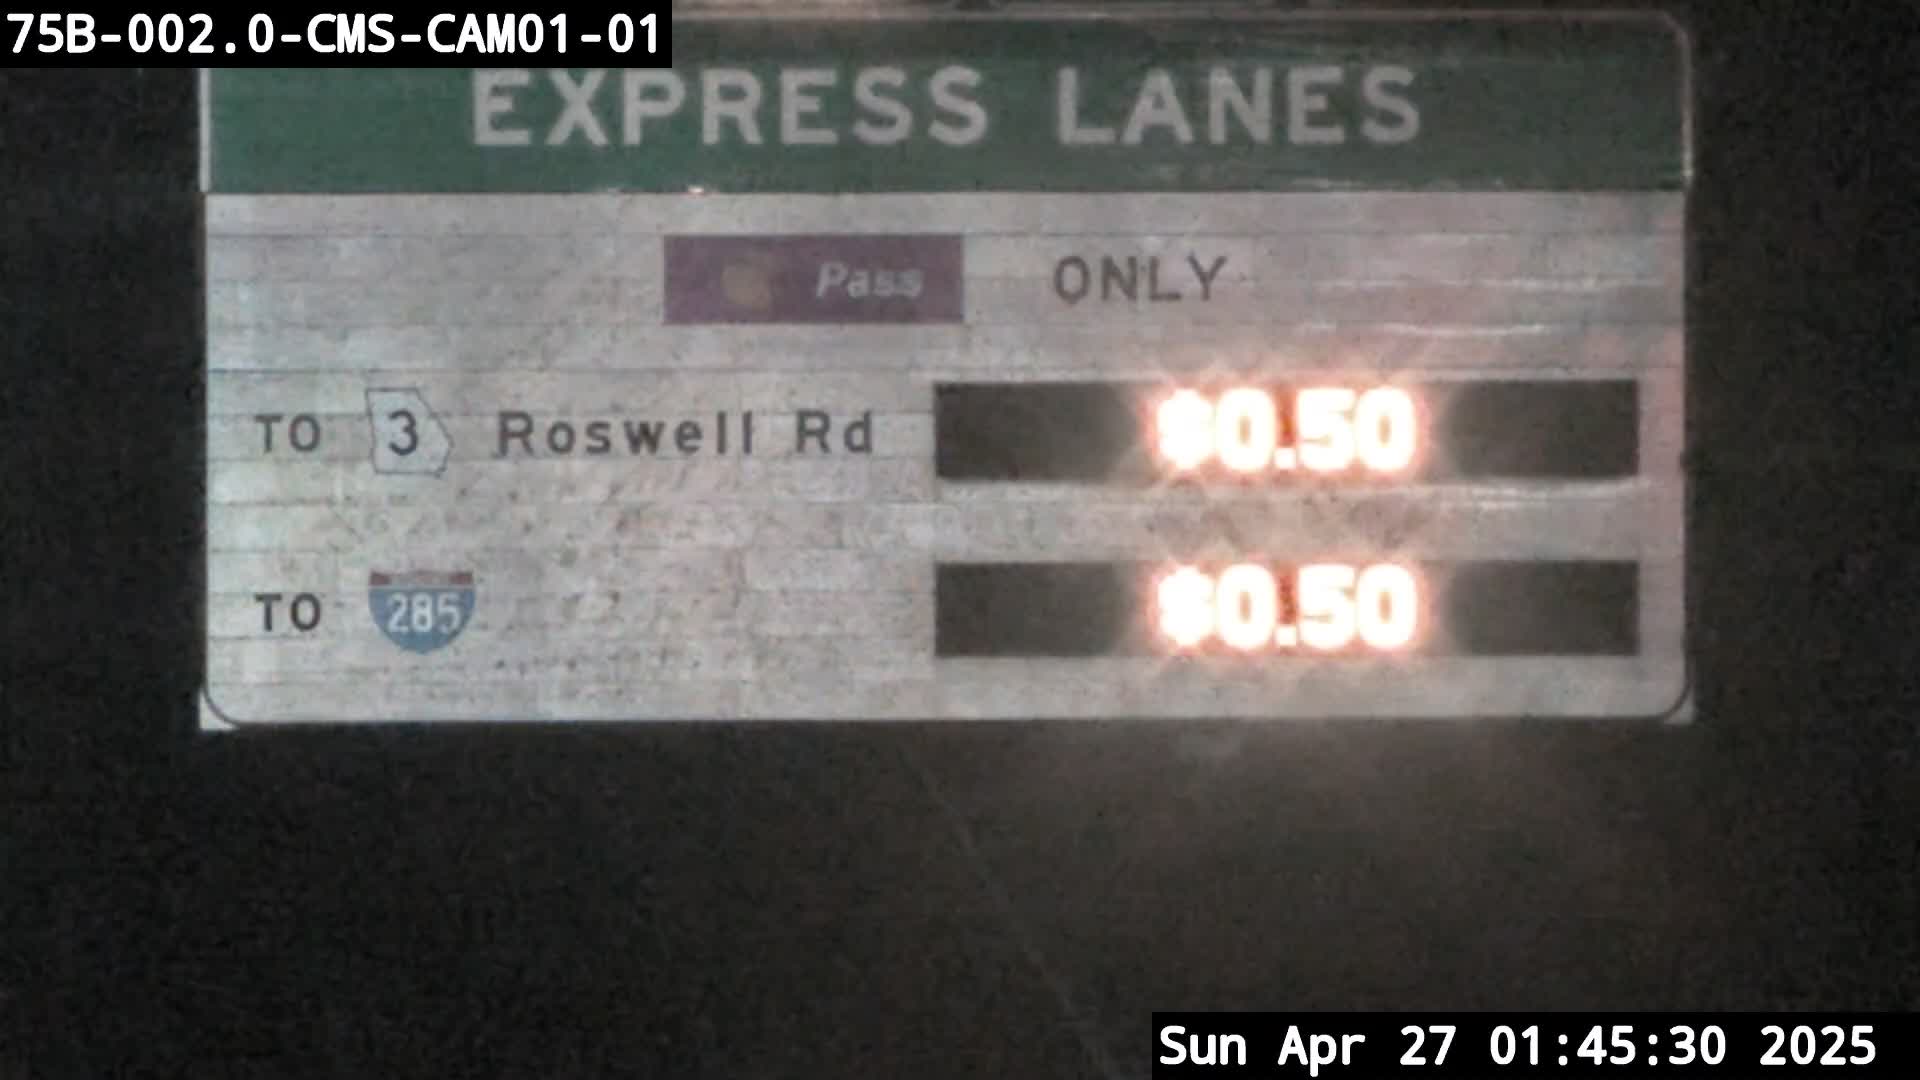 75B-002.0-CMS-CAM01-01
EXPRESS LANES
Pass ONLY
TO 3 Roswell Rd $0.50
TO 285 $0.50
Sun Apr 27 01:45:30 2025